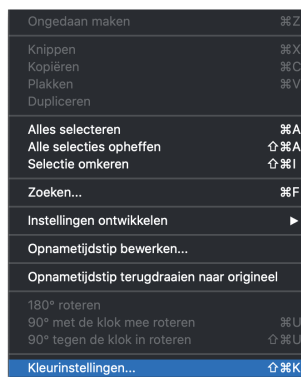 Ongedaan maken ⌘Z
Knippen ⌘X
Kopiëren ⌘C
Plakken ⌘V
Dupliceren
Alles selecteren ⌘A
Alle selecties opheffen ⇧⌘A
Selectie omkeren ⇧⌘I
Zoeken... ⌘F
Instellingen ontwikkelen ▶
Opnametijdstip bewerken...
Opnametijdstip terugdraaien naar origineel
180° roteren
90° met de klok mee roteren ⌘U
90° tegen de klok in roteren ⇧⌘U
Kleurinstellingen... ⇧⌘K